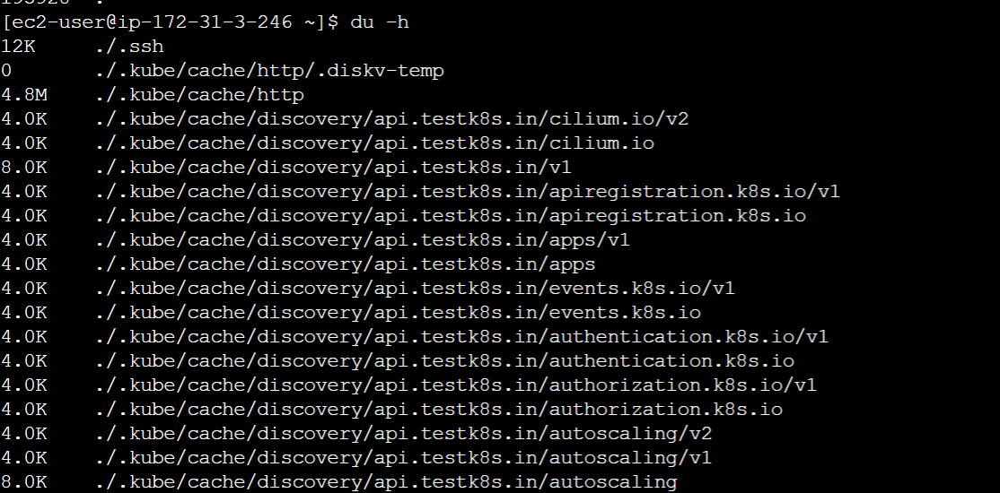 [ec2-user@ip-172-31-3-246 ~]$ du -h
12K     ./.ssh
0       ./.kube/cache/http/.diskv-temp
4.8M    ./.kube/cache/http
4.0K    ./.kube/cache/discovery/api.testk8s.in/cilium.io/v2
4.0K    ./.kube/cache/discovery/api.testk8s.in/cilium.io
8.0K    ./.kube/cache/discovery/api.testk8s.in/v1
4.0K    ./.kube/cache/discovery/api.testk8s.in/apiregistration.k8s.io/v1
4.0K    ./.kube/cache/discovery/api.testk8s.in/apiregistration.k8s.io
4.0K    ./.kube/cache/discovery/api.testk8s.in/apps/v1
4.0K    ./.kube/cache/discovery/api.testk8s.in/apps
4.0K    ./.kube/cache/discovery/api.testk8s.in/events.k8s.io/v1
4.0K    ./.kube/cache/discovery/api.testk8s.in/events.k8s.io
4.0K    ./.kube/cache/discovery/api.testk8s.in/authentication.k8s.io/v1
4.0K    ./.kube/cache/discovery/api.testk8s.in/authentication.k8s.io
4.0K    ./.kube/cache/discovery/api.testk8s.in/authorization.k8s.io/v1
4.0K    ./.kube/cache/discovery/api.testk8s.in/authorization.k8s.io
4.0K    ./.kube/cache/discovery/api.testk8s.in/autoscaling/v2
4.0K    ./.kube/cache/discovery/api.testk8s.in/autoscaling/v1
8.0K    ./.kube/cache/discovery/api.testk8s.in/autoscaling